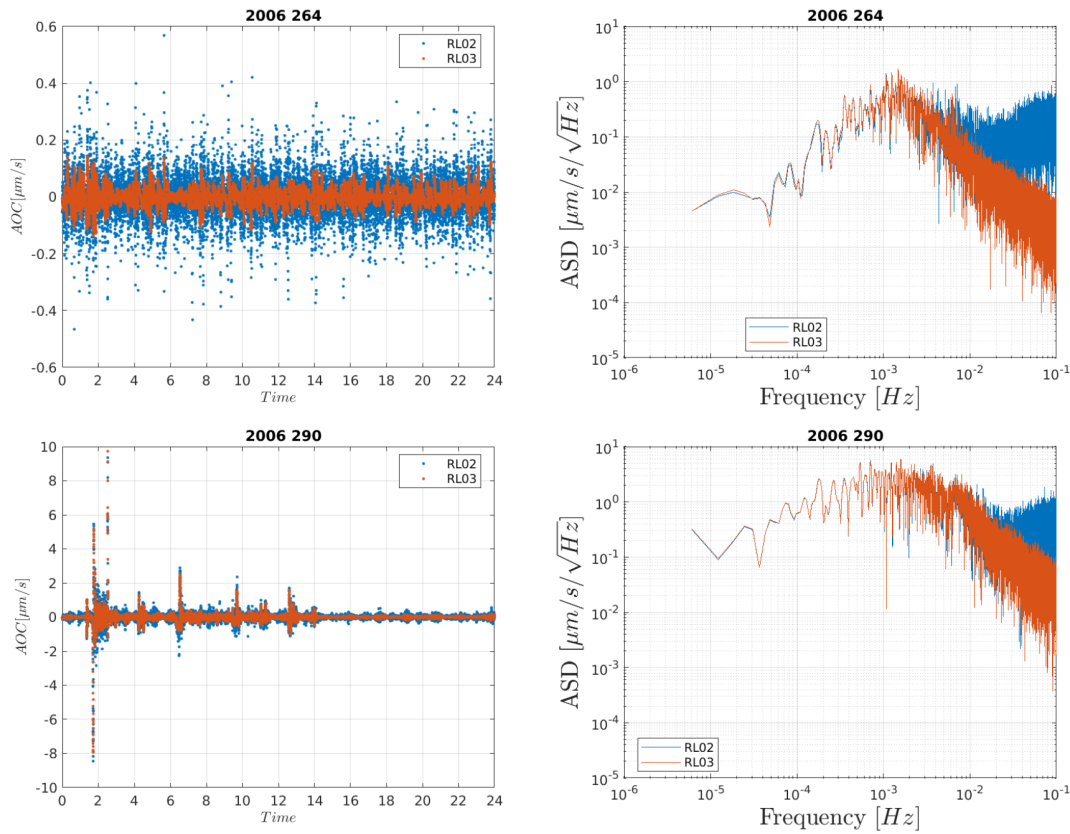 2006 264
AOC[μm/s]
0.6
0.4
0.2
0
-0.2
-0.4
-0.6
RL02
RL03
0 2 4 6 8 10 12 14 16 18 20 22 24
Time
2006 264
ASD [μm/s/√Hz]
10^1
10^0
10^-1
10^-2
10^-3
10^-4
10^-5
RL02
RL03
10^-6 10^-5 10^-4 10^-3 10^-2 10^-1
Frequency [Hz]
2006 290
AOC[μm/s]
10
8
6
4
2
0
-2
-4
-6
-8
-10
RL02
RL03
0 2 4 6 8 10 12 14 16 18 20 22 24
Time
2006 290
ASD [μm/s/√Hz]
10^1
10^0
10^-1
10^-2
10^-3
10^-4
10^-5
RL02
RL03
10^-6 10^-5 10^-4 10^-3 10^-2 10^-1
Frequency [Hz]